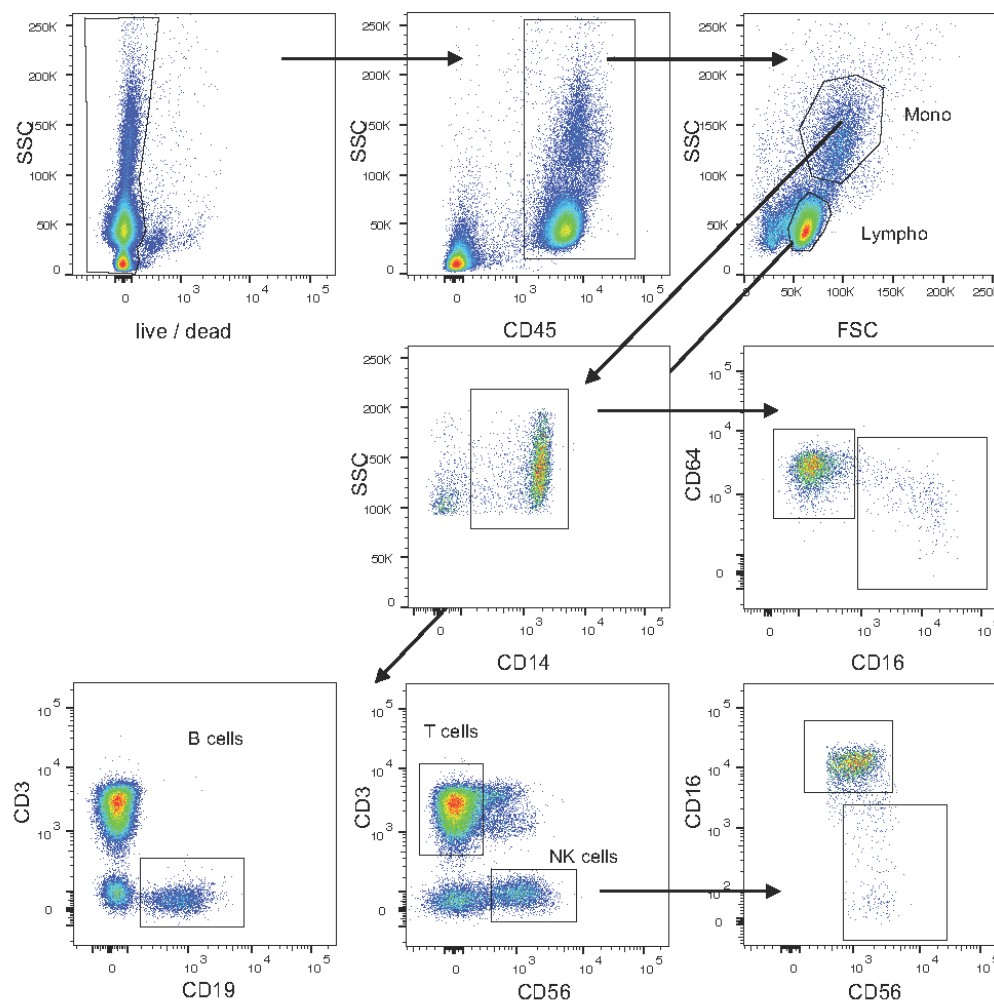 250K
200K
150K
100K
50K
0
SSC
0
10^3
10^4
10^5
live / dead
250K
200K
150K
100K
50K
0
SSC
0
10^3
10^4
10^5
CD45
250K
200K
150K
100K
50K
0
SSC
Mono
Lympho
0
50K
100K
150K
200K
250K
FSC
250K
200K
150K
100K
50K
0
SSC
0
10^3
10^4
10^5
CD14
10^5
10^4
10^3
0
CD64
0
10^3
10^4
10^5
CD16
10^5
10^4
10^3
0
CD3
B cells
0
10^3
10^4
10^5
CD19
10^5
10^4
10^3
0
CD3
T cells
NK cells
0
10^3
10^4
10^5
CD56
10^5
10^4
10^3
10^2
0
CD16
0
10^3
10^4
10^5
CD56